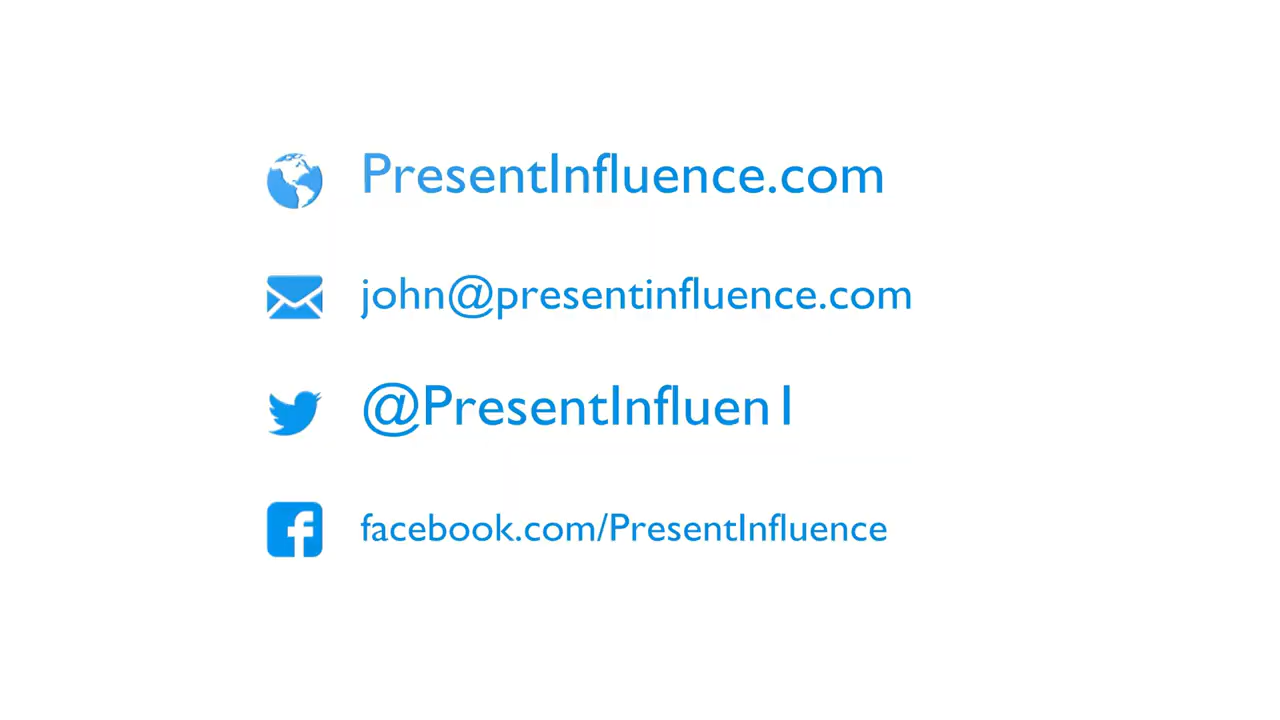 PresentInfluence.com
john@presentinfluence.com
@PresentInfluen1
facebook.com/PresentInfluence